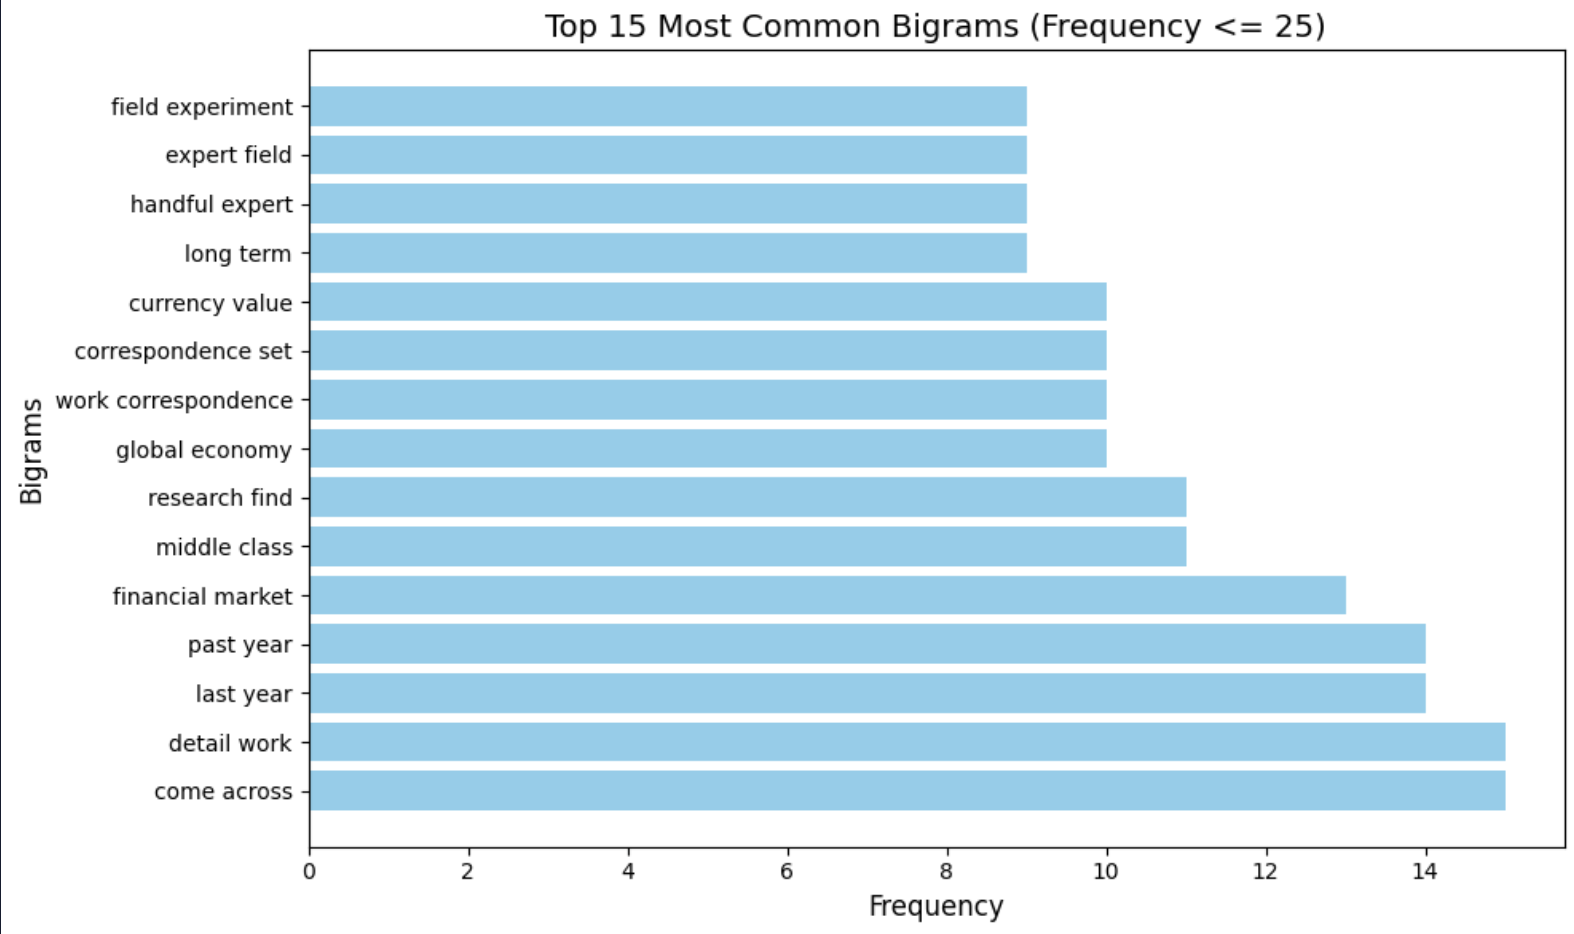 Top 15 Most Common Bigrams (Frequency <= 25)
field experiment
expert field
handful expert
long term
currency value
correspondence set
work correspondence
global economy
research find
middle class
financial market
past year
last year
detail work
come across
Bigrams
0 2 4 6 8 10 12 14
Frequency